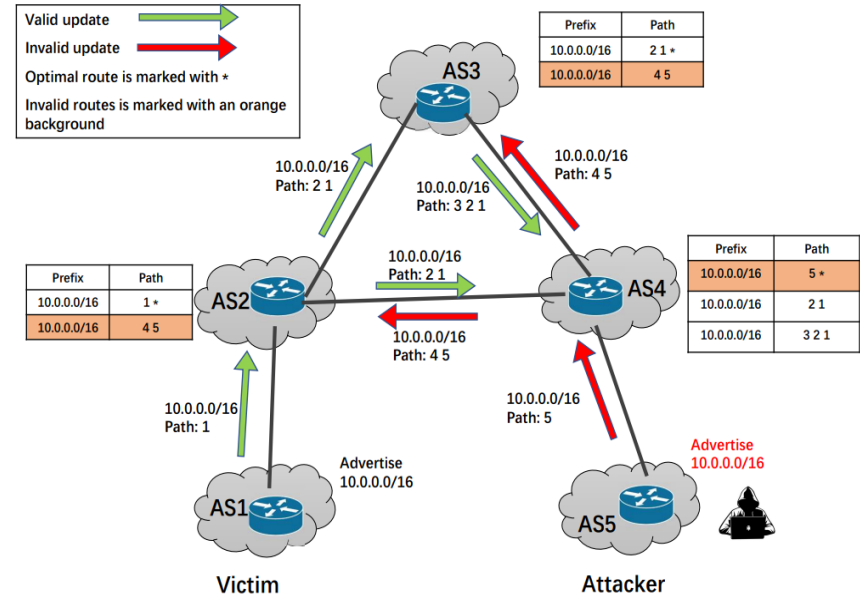 Valid update
Invalid update
Optimal route is marked with *
Invalid routes is marked with an orange
background
Prefix Path
10.0.0.0/16 2 1 *
10.0.0.0/16 4 5
AS3
10.0.0.0/16
Path: 2 1
10.0.0.0/16
Path: 3 2 1
10.0.0.0/16
Path: 4 5
Prefix Path
10.0.0.0/16 1 *
10.0.0.0/16 4 5
AS2
10.0.0.0/16
Path: 2 1
10.0.0.0/16
Path: 4 5
AS4
Prefix Path
10.0.0.0/16 5 *
10.0.0.0/16 2 1
10.0.0.0/16 3 2 1
10.0.0.0/16
Path: 1
10.0.0.0/16
Path: 5
Advertise
10.0.0.0/16
Advertise
10.0.0.0/16
AS1
AS5
Victim
Attacker